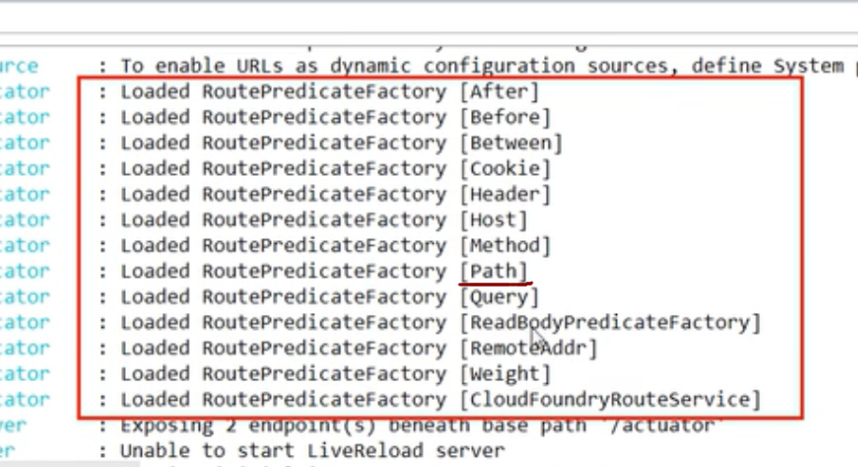 urce : To enable URLs as dynamic configuration sources, define System
cator : Loaded RoutePredicateFactory [After]
cator : Loaded RoutePredicateFactory [Before]
cator : Loaded RoutePredicateFactory [Between]
cator : Loaded RoutePredicateFactory [Cookie]
cator : Loaded RoutePredicateFactory [Header]
cator : Loaded RoutePredicateFactory [Host]
cator : Loaded RoutePredicateFactory [Method]
cator : Loaded RoutePredicateFactory [Path]
cator : Loaded RoutePredicateFactory [Query]
cator : Loaded RoutePredicateFactory [ReadBodyPredicateFactory]
cator : Loaded RoutePredicateFactory [RemoteAddr]
cator : Loaded RoutePredicateFactory [Weight]
cator : Loaded RoutePredicateFactory [CloudFoundryRouteService]
ver : Exposing 2 endpoint(s) beneath base path '/actuator'
er : Unable to start LiveReload server